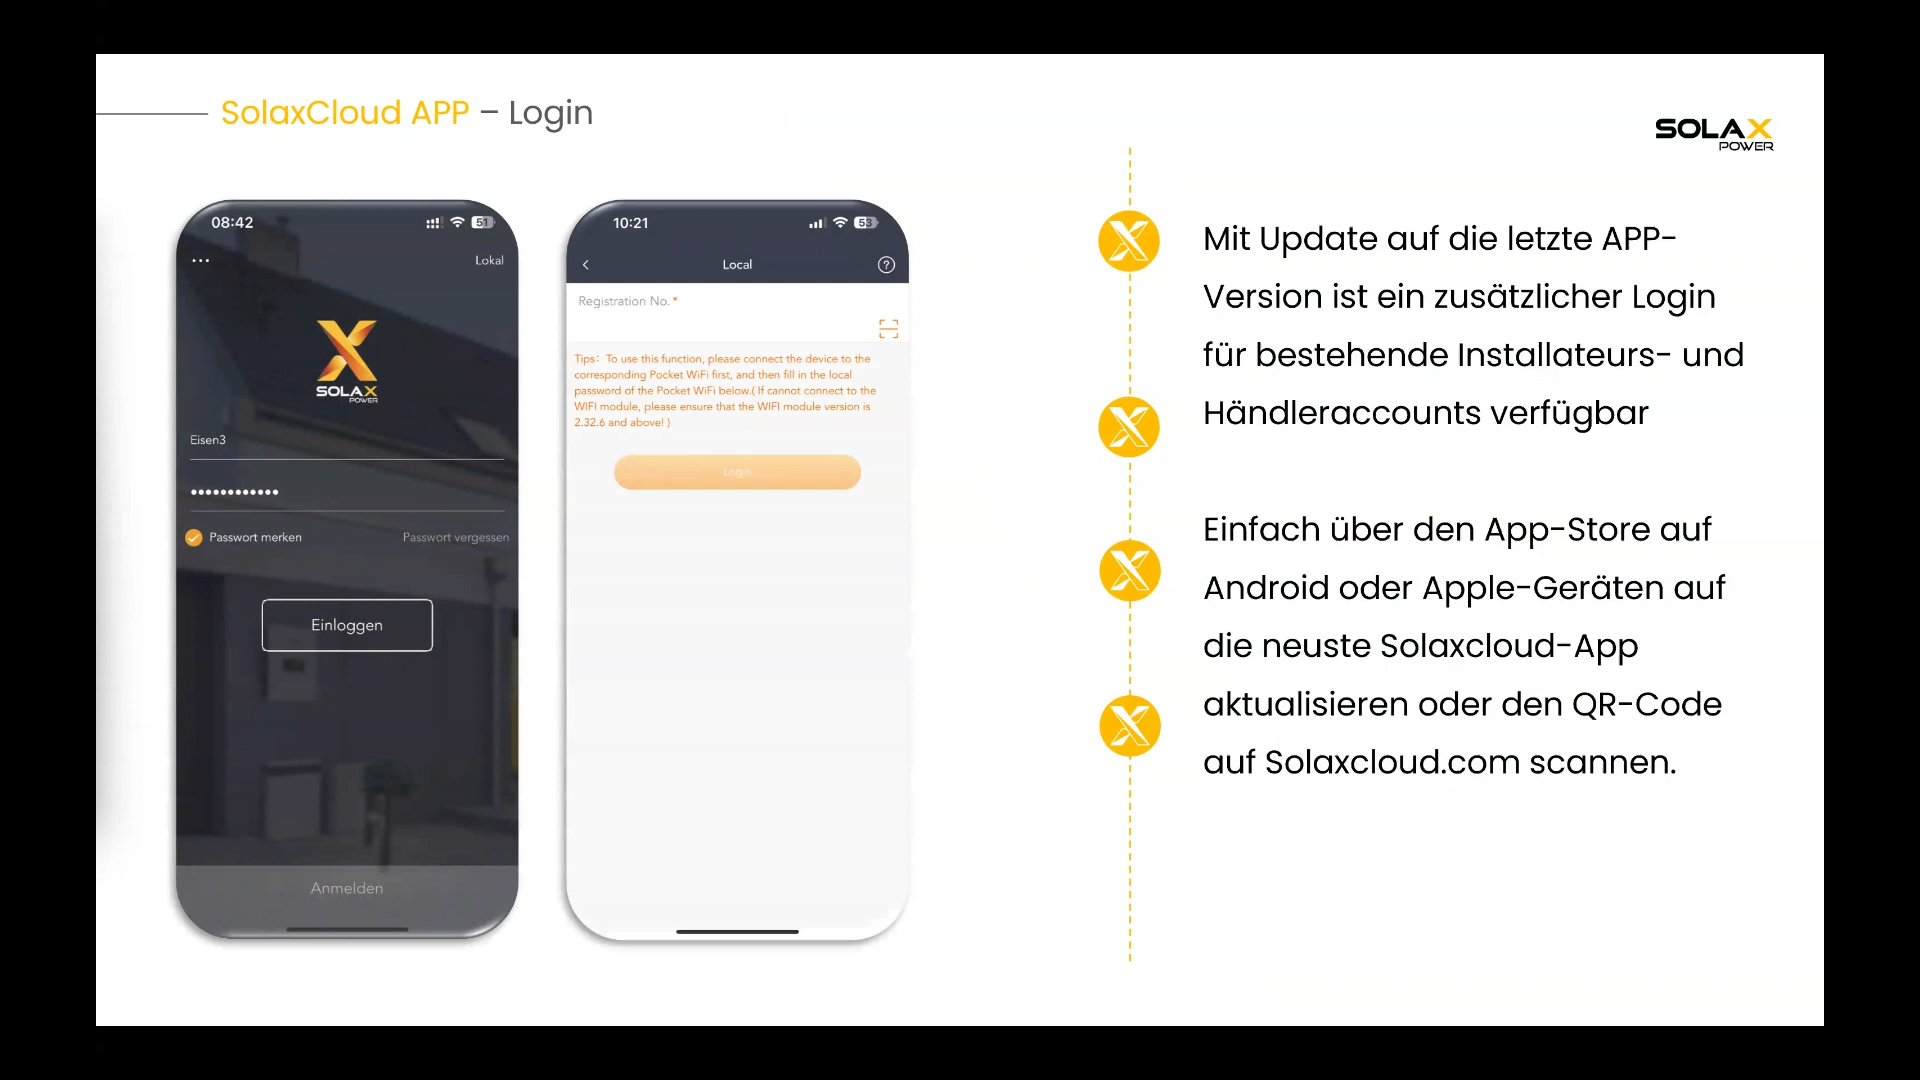 SolaxCloud APP – Login
SOLAX
POWER
08:42
51
Lokal
SOLAX
POWER
Eisen3
••••••••••••
Passwort merken
Passwort vergessen
Einloggen
Anmelden
10:21
53
Local
Registration No.*
Tips: To use this function, please connect the device to the
corresponding Pocket WiFi first, and then fill in the local
password of the Pocket WiFi below.( If cannot connect to the
WIFI module, please ensure that the WIFI module version is
2.32.6 and above! )
Login
Mit Update auf die letzte APP-
Version ist ein zusätzlicher Login
für bestehende Installateurs- und
Händleraccounts verfügbar
Einfach über den App-Store auf
Android oder Apple-Geräten auf
die neuste Solaxcloud-App
aktualisieren oder den QR-Code
auf Solaxcloud.com scannen.